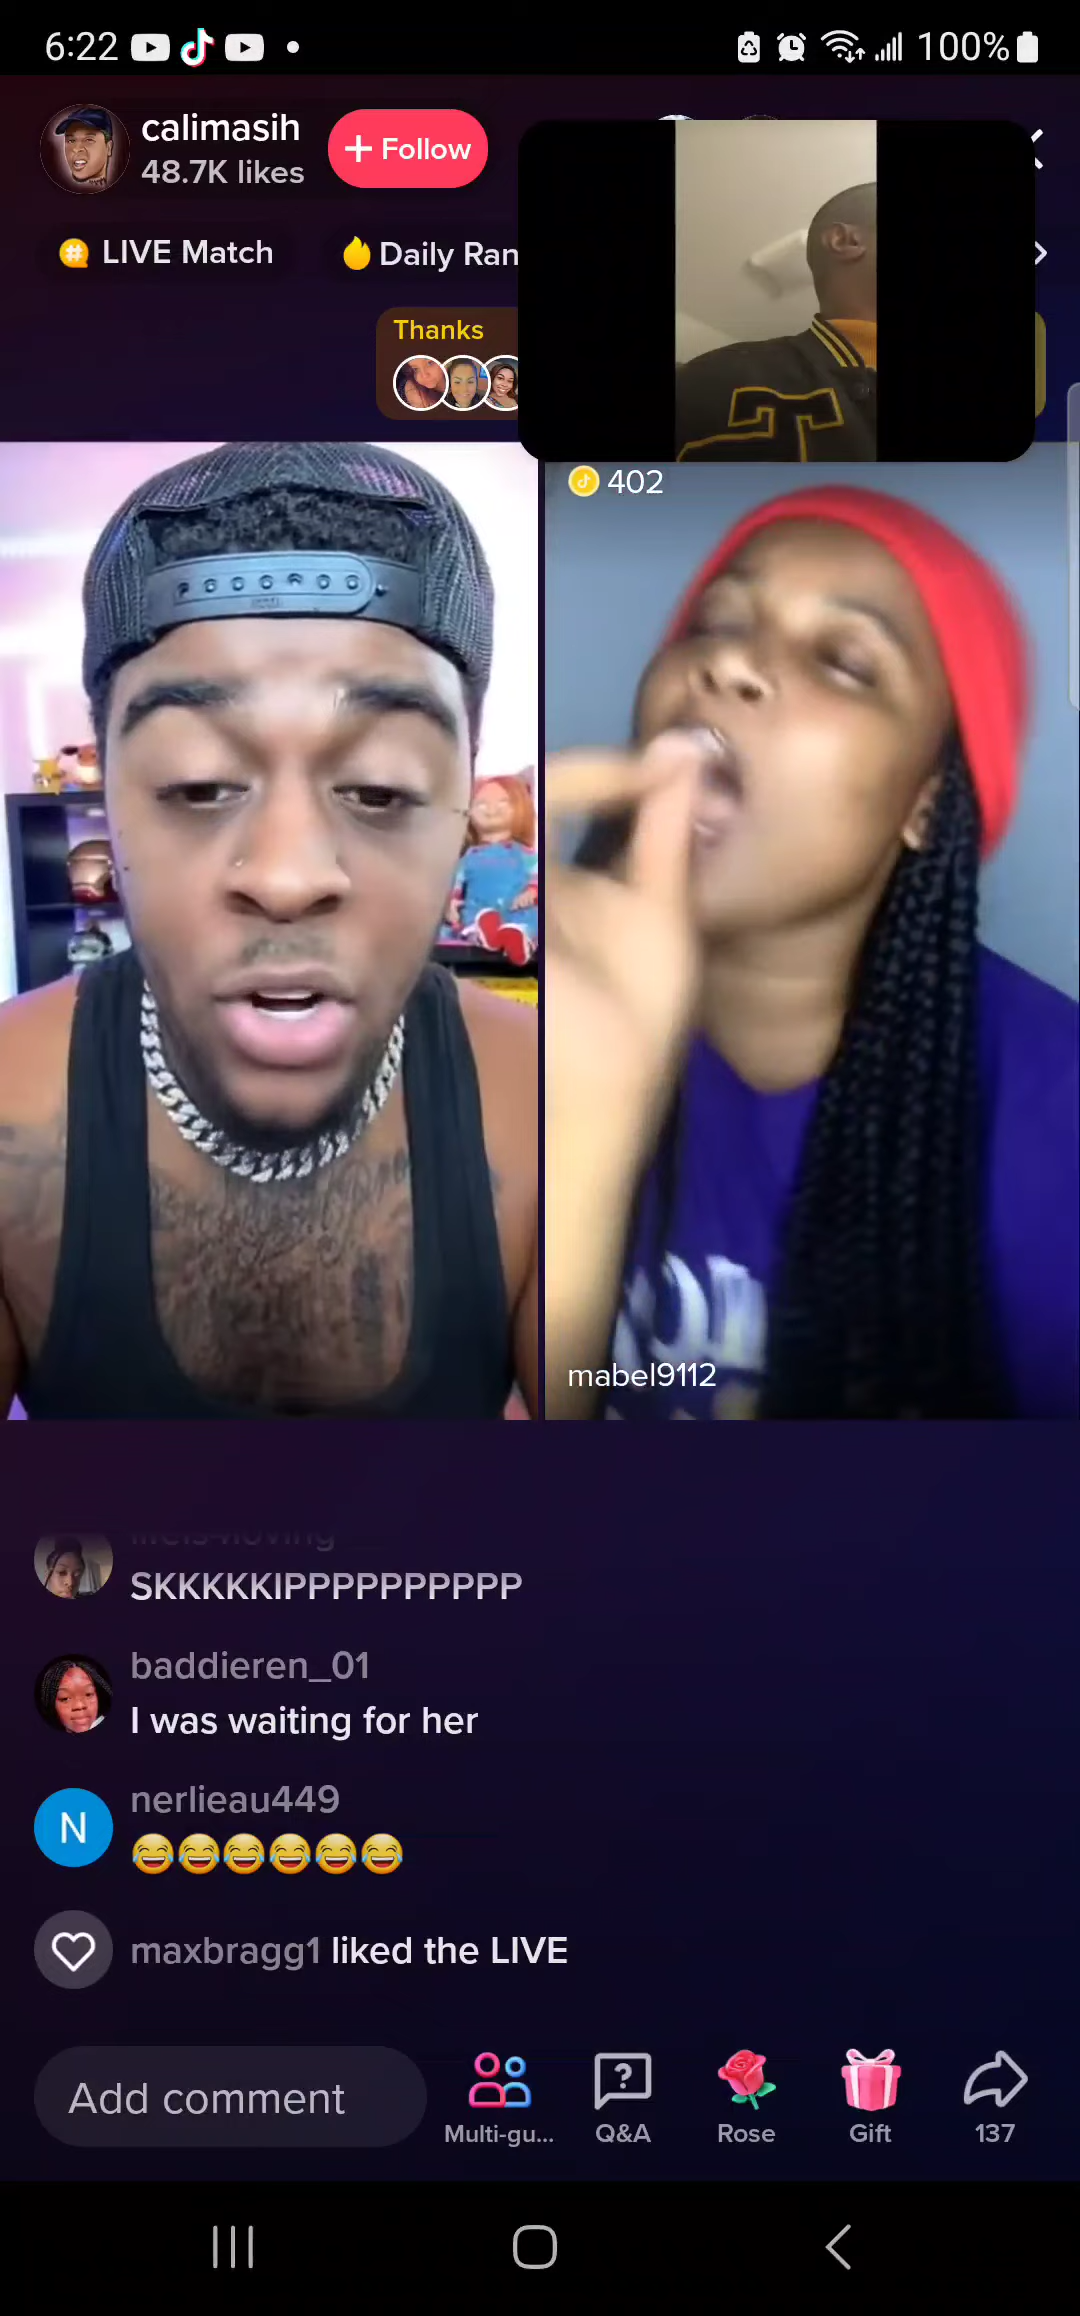 6:22
100%
calimasih
48.7K likes
+ Follow
LIVE Match
Daily Ran
Thanks
T
402
mabel9112
SKKKKKIPPPPPPPPPP
baddieren_01
I was waiting for her
N
nerlieau449
😂😂😂😂😂😂
maxbragg1 liked the LIVE
Add comment
Multi-gu...
Q&A
Rose
Gift
137